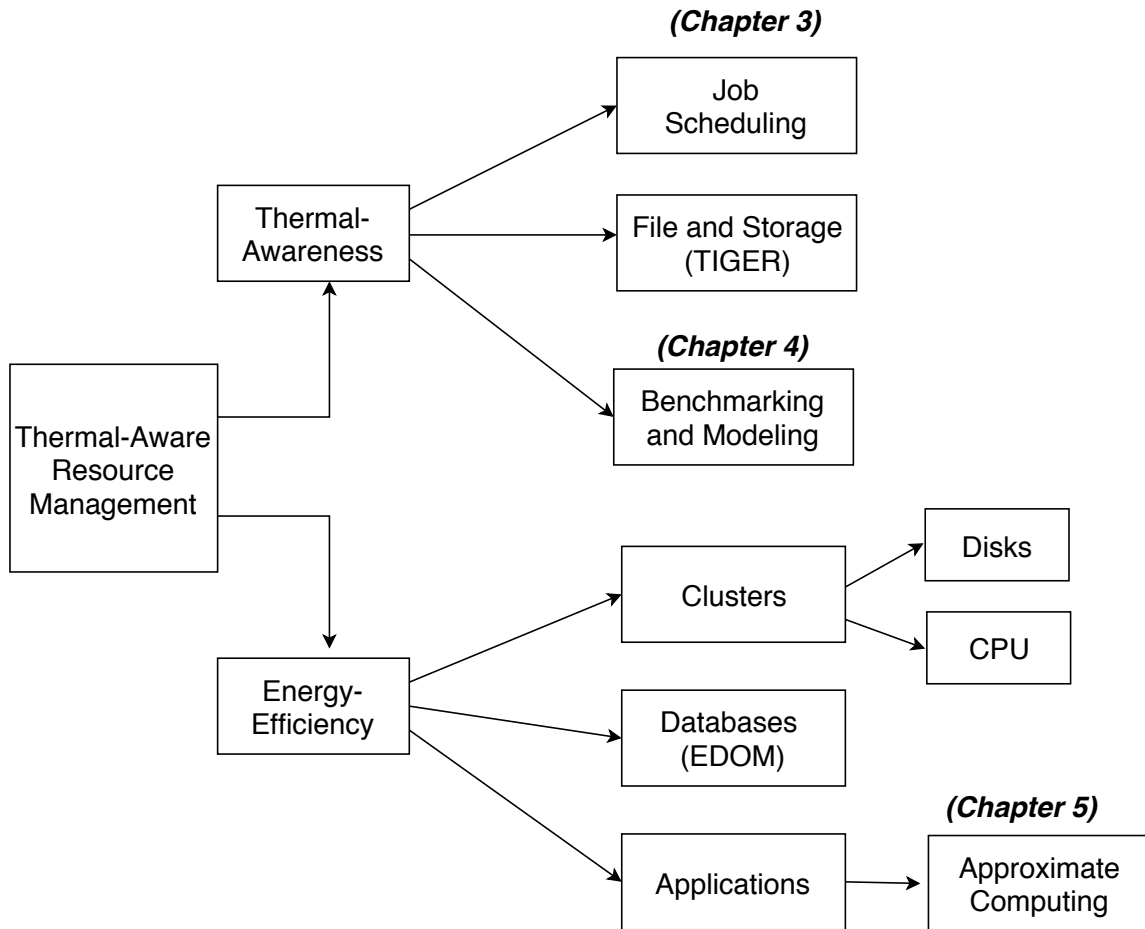 (Chapter 3)
Job
Scheduling
Thermal-
Awareness
File and Storage
(TIGER)
(Chapter 4)
Benchmarking
and Modeling
Thermal-Aware
Resource
Management
Disks
Clusters
CPU
Energy-
Efficiency
Databases
(EDOM)
(Chapter 5)
Applications
Approximate
Computing